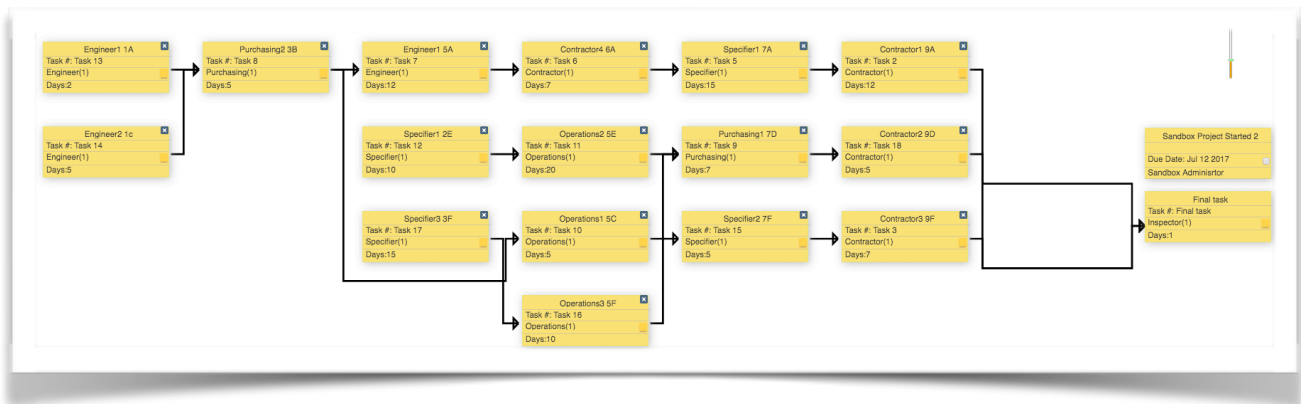 Engineer1 1A
Task #: Task 13
Engineer(1)
Days:2
Purchasing2 3B
Task #: Task 8
Purchasing(1)
Days:5
Engineer1 5A
Task #: Task 7
Engineer(1)
Days:12
Contractor4 6A
Task #: Task 6
Contractor(1)
Days:7
Specifier1 7A
Task #: Task 5
Specifier(1)
Days:15
Contractor1 9A
Task #: Task 2
Contractor(1)
Days:12
Engineer2 1c
Task #: Task 14
Engineer(1)
Days:5
Specifier1 2E
Task #: Task 12
Specifier(1)
Days:10
Operations2 5E
Task #: Task 11
Operations(1)
Days:20
Purchasing1 7D
Task #: Task 9
Purchasing(1)
Days:7
Contractor2 9D
Task #: Task 18
Contractor(1)
Days:5
Sandbox Project Started 2
Due Date: Jul 12 2017
Sandbox Adminisrtor
Specifier3 3F
Task #: Task 17
Specifier(1)
Days:15
Operations1 5C
Task #: Task 10
Operations(1)
Days:5
Specifier2 7F
Task #: Task 15
Specifier(1)
Days:5
Contractor3 9F
Task #: Task 3
Contractor(1)
Days:7
Final task
Task #: Final task
Inspector(1)
Days:1
Operations3 5F
Task #: Task 16
Operations(1)
Days:10